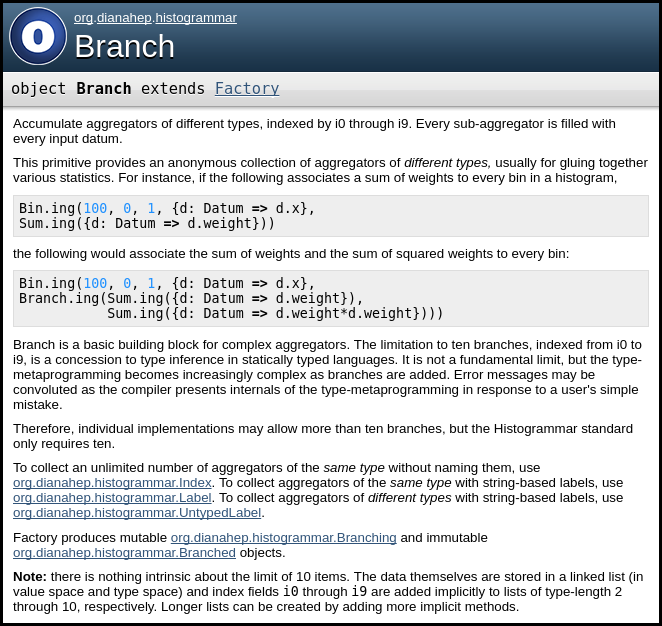 org.dianahep.histogrammar
O
Branch
object Branch extends Factory
Accumulate aggregators of different types, indexed by i0 through i9. Every sub-aggregator is filled with
every input datum.
This primitive provides an anonymous collection of aggregators of different types, usually for gluing together
various statistics. For instance, if the following associates a sum of weights to every bin in a histogram,
Bin.ing(100, 0, 1, {d: Datum => d.x},
Sum.ing({d: Datum => d.weight}))
the following would associate the sum of weights and the sum of squared weights to every bin:
Bin.ing(100, 0, 1, {d: Datum => d.x},
Branch.ing(Sum.ing({d: Datum => d.weight}),
           Sum.ing({d: Datum => d.weight*d.weight})))
Branch is a basic building block for complex aggregators. The limitation to ten branches, indexed from i0 to
i9, is a concession to type inference in statically typed languages. It is not a fundamental limit, but the type-
metaprogramming becomes increasingly complex as branches are added. Error messages may be
convoluted as the compiler presents internals of the type-metaprogramming in response to a user's simple
mistake.
Therefore, individual implementations may allow more than ten branches, but the Histogrammar standard
only requires ten.
To collect an unlimited number of aggregators of the same type without naming them, use
org.dianahep.histogrammar.Index. To collect aggregators of the same type with string-based labels, use
org.dianahep.histogrammar.Label. To collect aggregators of different types with string-based labels, use
org.dianahep.histogrammar.UntypedLabel.
Factory produces mutable org.dianahep.histogrammar.Branching and immutable
org.dianahep.histogrammar.Branched objects.
Note: there is nothing intrinsic about the limit of 10 items. The data themselves are stored in a linked list (in
value space and type space) and index fields i0 through i9 are added implicitly to lists of type-length 2
through 10, respectively. Longer lists can be created by adding more implicit methods.